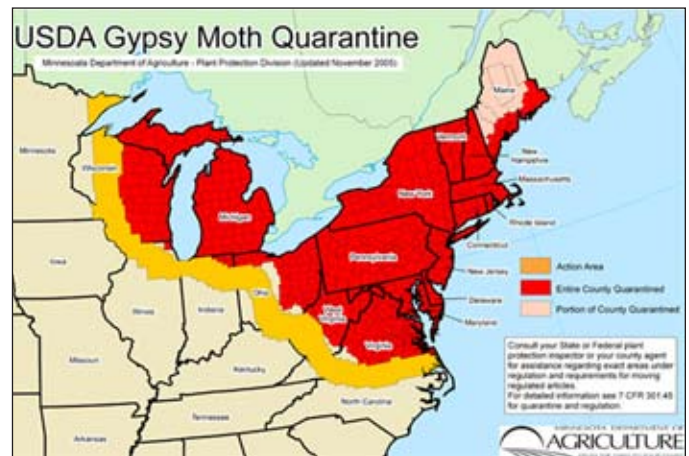 USDA Gypsy Moth Quarantine
Minnesota Department of Agriculture - Plant Protection Division (Updated November 2005)
Maine
Minnesota
Vermont
New
Hampshire
Wisconsin
Massachusetts
New York
Michigan
Rhode Island
Connecticut
Iowa
Pennsylvania
New Jersey
Action Area
Ohio
Delaware
Entire County Quarantined
Illinois
Indiana
West
Virginia
Maryland
Portion of County Quarantined
Virginia
Missouri
Kentucky
Consult your State or Federal plant
protection inspector or your county agent
for assistance regarding exact areas under
regulation and requirements for moving
regulated articles.
For detailed information see 7 CFR 301:45
for quarantine and regulation.
North Carolina
Tennessee
Arkansas
MINNESOTA DEPARTMENT OF
AGRICULTURE